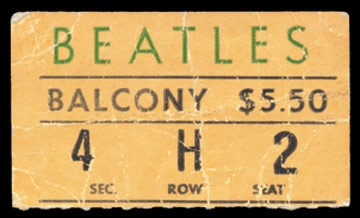 BEATLES
BALCONY $5.50
4 H 2
SEC. ROW SEAT